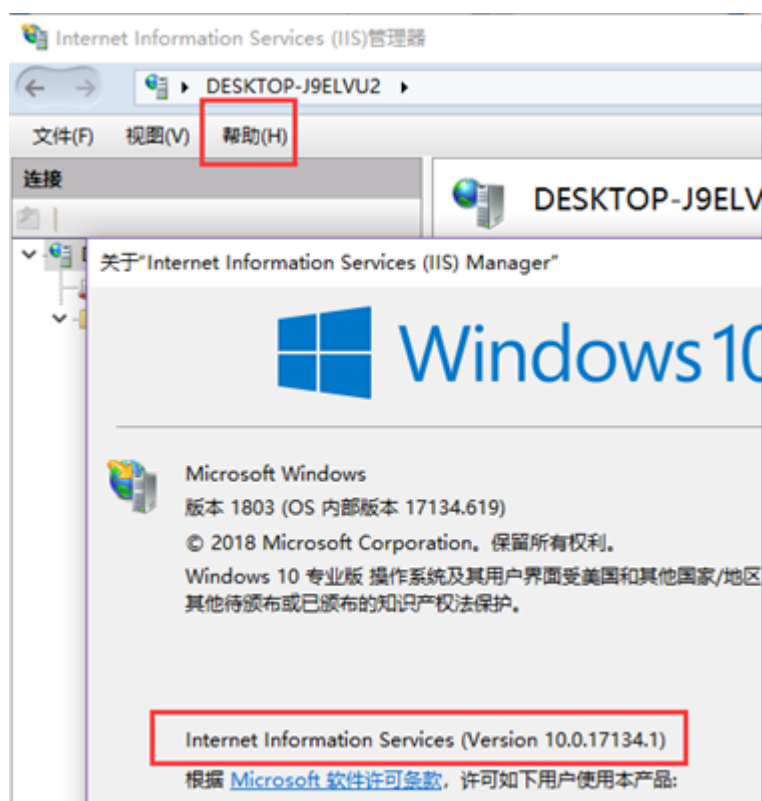 Internet Information Services (IIS)管理器
DESKTOP-J9ELVU2
文件(F) 视图(V) 帮助(H)
连接
DESKTOP-J9ELV
关于"Internet Information Services (IIS) Manager"
Windows 10
Microsoft Windows
版本 1803 (OS 内部版本 17134.619)
© 2018 Microsoft Corporation。保留所有权利。
Windows 10 专业版 操作系统及其用户界面受美国和其他国家/地区
其他待颁布或已颁布的知识产权法保护。
Internet Information Services (Version 10.0.17134.1)
根据 Microsoft 软件许可条款，许可如下用户使用本产品: